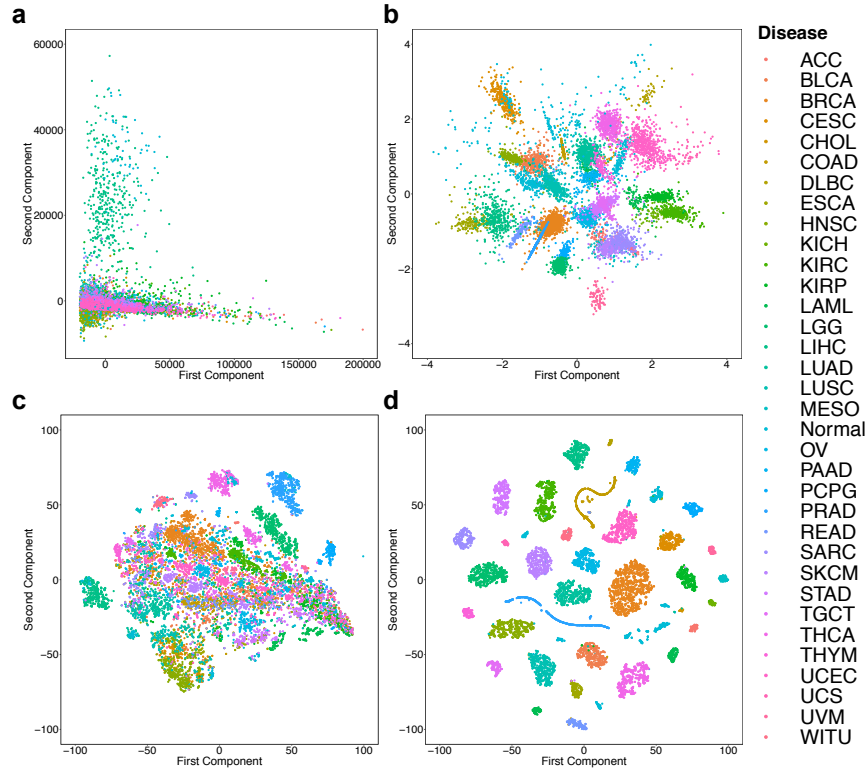 a
60000
40000
20000
0
0
50000
100000
150000
200000
First Component
Second Component
b
4
2
0
−2
−4
−4
−2
0
2
4
First Component
Second Component
c
100
50
0
−50
−100
−100
−50
0
50
100
First Component
Second Component
d
100
50
0
−50
−100
−100
−50
0
50
100
First Component
Second Component
Disease
ACC
BLCA
BRCA
CESC
CHOL
COAD
DLBC
ESCA
HNSC
KICH
KIRC
KIRP
LAML
LGG
LIHC
LUAD
LUSC
MESO
Normal
OV
PAAD
PCPG
PRAD
READ
SARC
SKCM
STAD
TGCT
THCA
THYM
UCEC
UCS
UVM
WITU